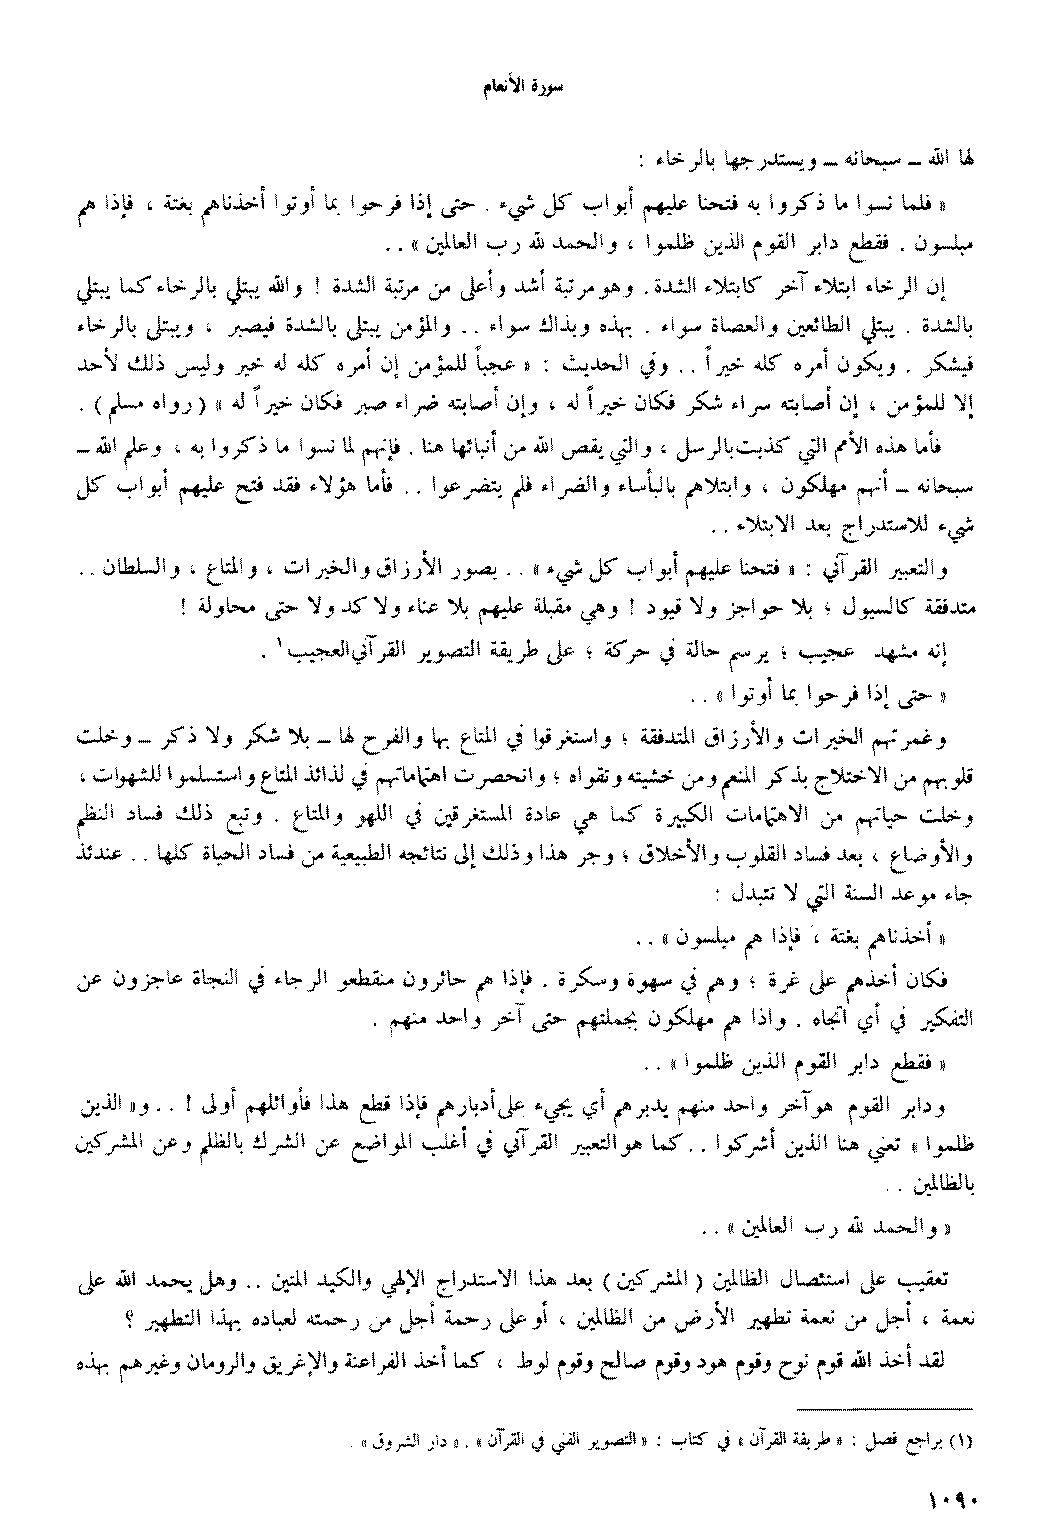 سورة الأنعام
لها الله ــ سبحانه ــ ويستدرجها بالرخاء :
« فلما نسوا ما ذكروا به فتحنا عليهم أبواب كل شيء . حتى إذا فرحوا بما أوتوا أخذناهم بغتة ، فإذا هم
مبلسون . فقطع دابر القوم الذين ظلموا ، والحمد لله رب العالمين » . .
إن الرخاء ابتلاء آخر كابتلاء الشدة . وهو مرتبة أشد وأعلى من مرتبة الشدة ! والله يبتلي بالرخاء كما يبتلي
بالشدة . يبتلي الطائعين والعصاة سواء . بهذه وبذاك سواء . . والمؤمن يبتلى بالشدة فيصبر ، ويبتلى بالرخاء
فيشكر . ويكون أمره كله خيراً . . وفي الحديث : « عجباً للمؤمن إن أمره كله له خير وليس ذلك لأحد
إلا للمؤمن ، إن أصابته سراء شكر فكان خيراً له ، وإن أصابته ضراء صبر فكان خيراً له » ( رواه مسلم ) .
فأما هذه الأمم التي كذبت بالرسل ، والتي يقص الله من أنبائها هنا . فإنهم لما نسوا ما ذكروا به ، وعلم الله ــ
سبحانه ــ أنهم مهلكون ، وابتلاهم بالبأساء والضراء فلم يتضرعوا . . فأما هؤلاء فقد فتح عليهم أبواب كل
شيء للاستدراج بعد الابتلاء . .
والتعبير القرآني : « فتحنا عليهم أبواب كل شيء » . . يصور الأرزاق والخيرات ، والمتاع ، والسلطان . .
متدفقة كالسيول ؛ بلا حواجز ولا قيود ! وهي مقبلة عليهم بلا عناء ولا كد ولا حتى محاولة !
إنه مشهد عجيب ؛ يرسم حالة في حركة ؛ على طريقة التصوير القرآني العجيب ١ .
« حتى إذا فرحوا بما أوتوا » . .
وغمرتهم الخيرات والأرزاق المتدفقة ؛ واستغرقوا في المتاع بها والفرح لها ــ بلا شكر ولا ذكر ــ وخلت
قلوبهم من الاختلاج بذكر المنعم ومن خشيته وتقواه ؛ وانحصرت اهتماماتهم في لذائذ المتاع واستسلموا للشهوات ،
وخلت حياتهم من الاهتمامات الكبيرة كما هي عادة المستغرقين في اللهو والمتاع . وتبع ذلك فساد النظم
والأوضاع ، بعد فساد القلوب والأخلاق ؛ وجر هذا وذلك إلى نتائجه الطبيعية من فساد الحياة كلها . . عندئذ
جاء موعد السنة التي لا تتبدل :
« أخذناهم بغتة ، فإذا هم مبلسون » . .
فكان أخذهم على غرة ؛ وهم في سهوة وسكرة . فإذا هم حائرون منقطعو الرجاء في النجاة عاجزون عن
التفكير في أي اتجاه . واذا هم مهلكون بجملتهم حتى آخر واحد منهم .
« فقطع دابر القوم الذين ظلموا » . .
ودابر القوم هو آخر واحد منهم يدبرهم أي يجيء على أدبارهم فإذا قطع هذا فأوائلهم أولى ! . . و« الذين
ظلموا » تعني هنا الذين أشركوا . . كما هو التعبير القرآني في أغلب المواضع عن الشرك بالظلم وعن المشركين
بالظالمين . .
« والحمد لله رب العالمين » . .
تعقيب على استئصال الظالمين ( المشركين ) بعد هذا الاستدراج الإلهي والكيد المتين . . وهل يحمد الله على
نعمة ، أجل من نعمة تطهير الأرض من الظالمين ، أو على رحمة أجل من رحمته لعباده بهذا التطهير ؟
لقد أخذ الله قوم نوح وقوم هود وقوم صالح وقوم لوط ، كما أخذ الفراعنة والإغريق والرومان وغيرهم بهذه
(١) يراجع فصل : « طريقة القرآن » في كتاب : « التصوير الفني في القرآن » . « دار الشروق » .
١٠٩٠